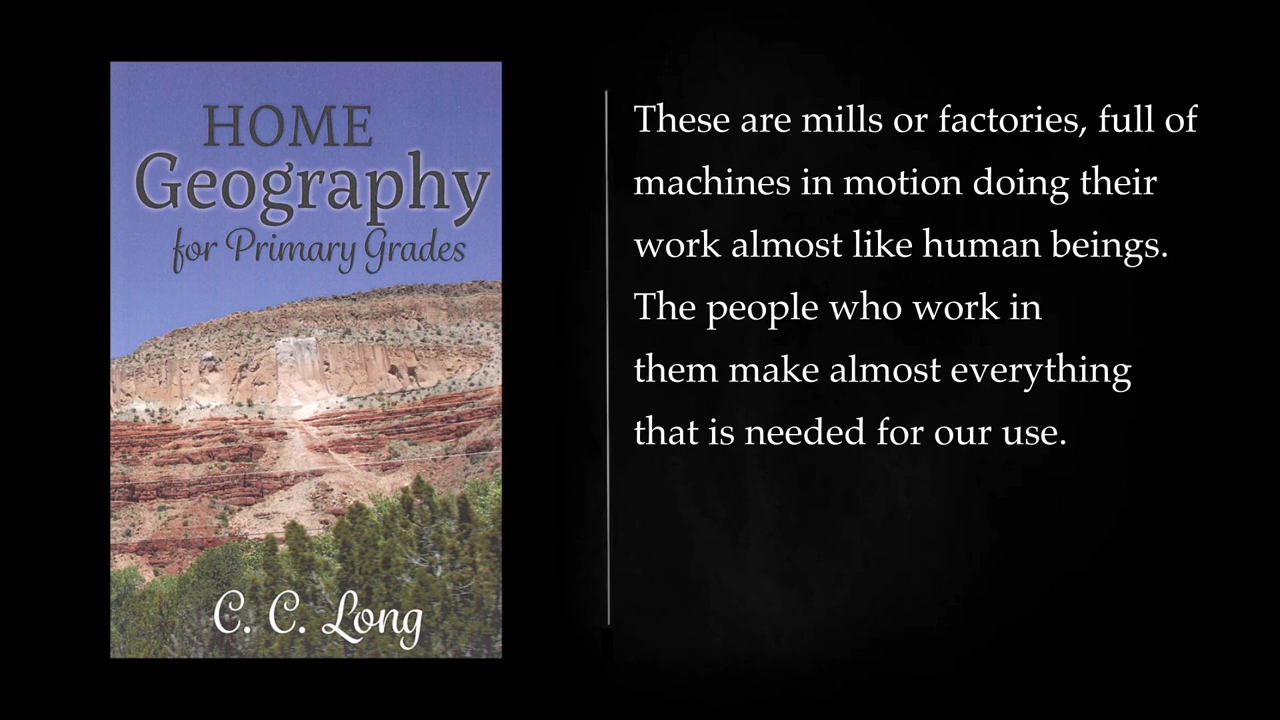 HOME
Geography
for Primary Grades
C. C. Long
These are mills or factories, full of
machines in motion doing their
work almost like human beings.
The people who work in
them make almost everything
that is needed for our use.